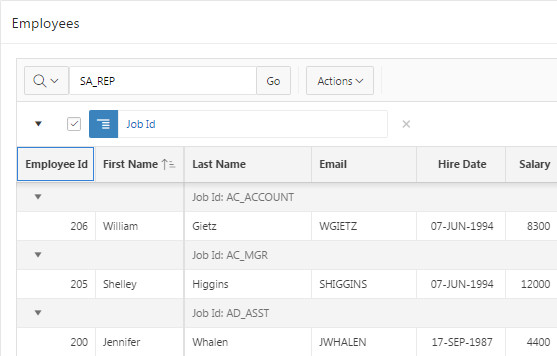 Employees
SA_REP Go Actions
Job Id
Employee Id First Name Last Name Email Hire Date Salary
Job Id: AC_ACCOUNT
206 William Gietz WGIETZ 07-JUN-1994 8300
Job Id: AC_MGR
205 Shelley Higgins SHIGGINS 07-JUN-1994 12000
Job Id: AD_ASST
200 Jennifer Whalen JWHALEN 17-SEP-1987 4400